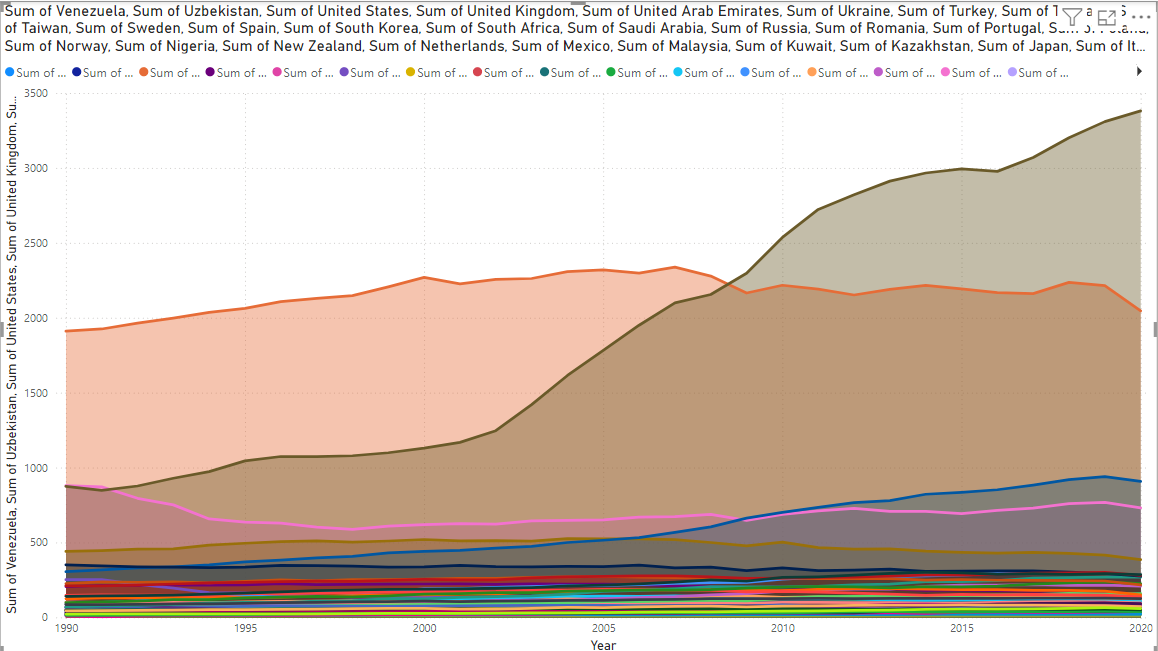 Sum of Venezuela, Sum of Uzbekistan, Sum of United States, Sum of United Kingdom, Sum of United Arab Emirates, Sum of Ukraine, Sum of Turkey, Sum of
of Taiwan, Sum of Sweden, Sum of Spain, Sum of South Korea, Sum of South Africa, Sum of Saudi Arabia, Sum of Russia, Sum of Romania, Sum of Portugal,
Sum of Norway, Sum of Nigeria, Sum of New Zealand, Sum of Netherlands, Sum of Mexico, Sum of Malaysia, Sum of Kuwait, Sum of Kazakhstan, Sum of Japan, Sum of It...
Sum of ... Sum of ... Sum of ... Sum of ... Sum of ... Sum of ... Sum of ... Sum of ... Sum of ... Sum of ... Sum of ... Sum of ... Sum of ... Sum of ... Sum of ... Sum of ...
Sum of Venezuela, Sum of Uzbekistan, Sum of United States, Sum of United Kingdom, Su...
3500
3000
2500
2000
1500
1000
500
0
1990 1995 2000 2005 2010 2015 2020
Year